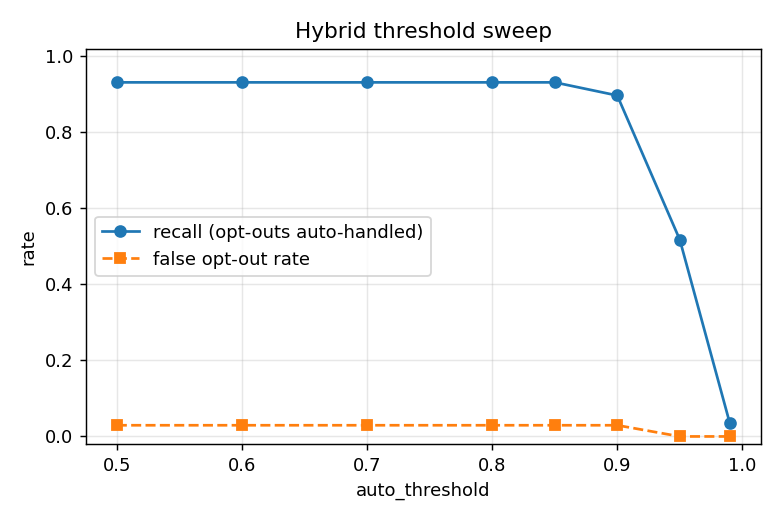 Hybrid threshold sweep
1.0
0.8
0.6
0.4
0.2
0.0
rate
recall (opt-outs auto-handled)
false opt-out rate
0.5 0.6 0.7 0.8 0.9 1.0
auto_threshold